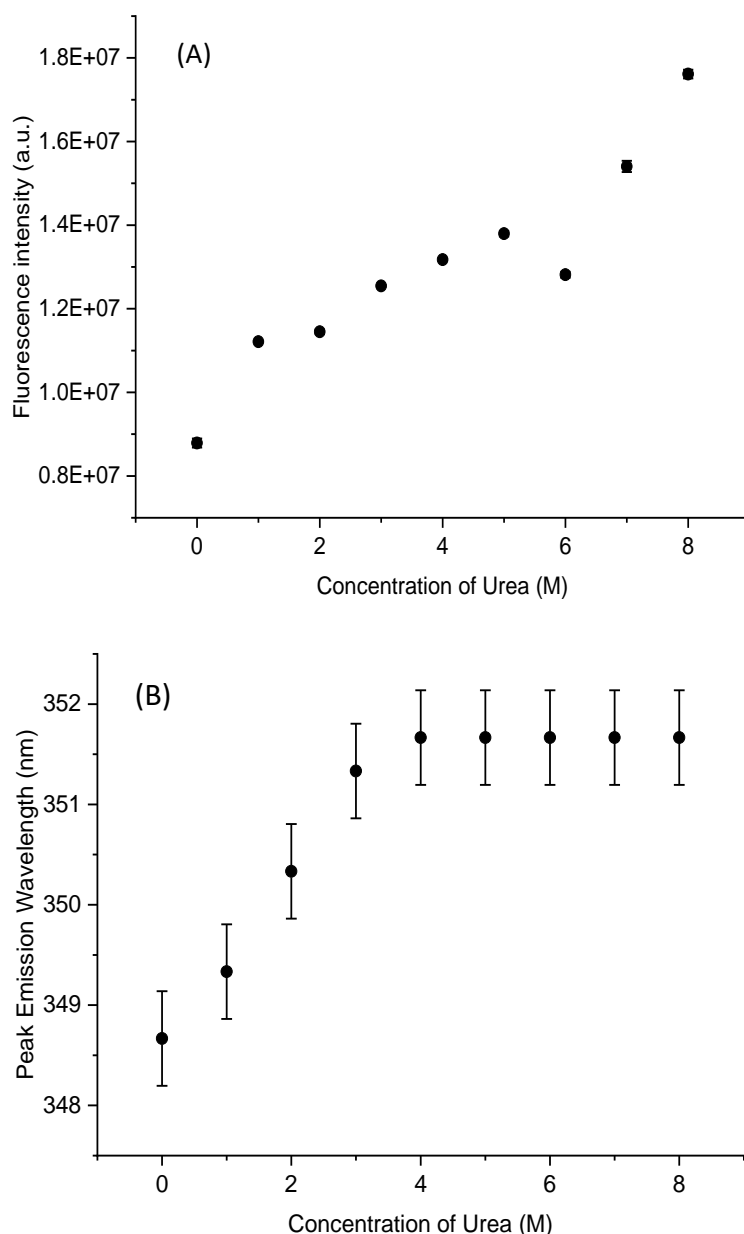 (A)
Fluorescence intensity (a.u.)
1.8E+07
1.6E+07
1.4E+07
1.2E+07
1.0E+07
0.8E+07
0 2 4 6 8
Concentration of Urea (M)
(B)
Peak Emission Wavelength (nm)
352
351
350
349
348
0 2 4 6 8
Concentration of Urea (M)